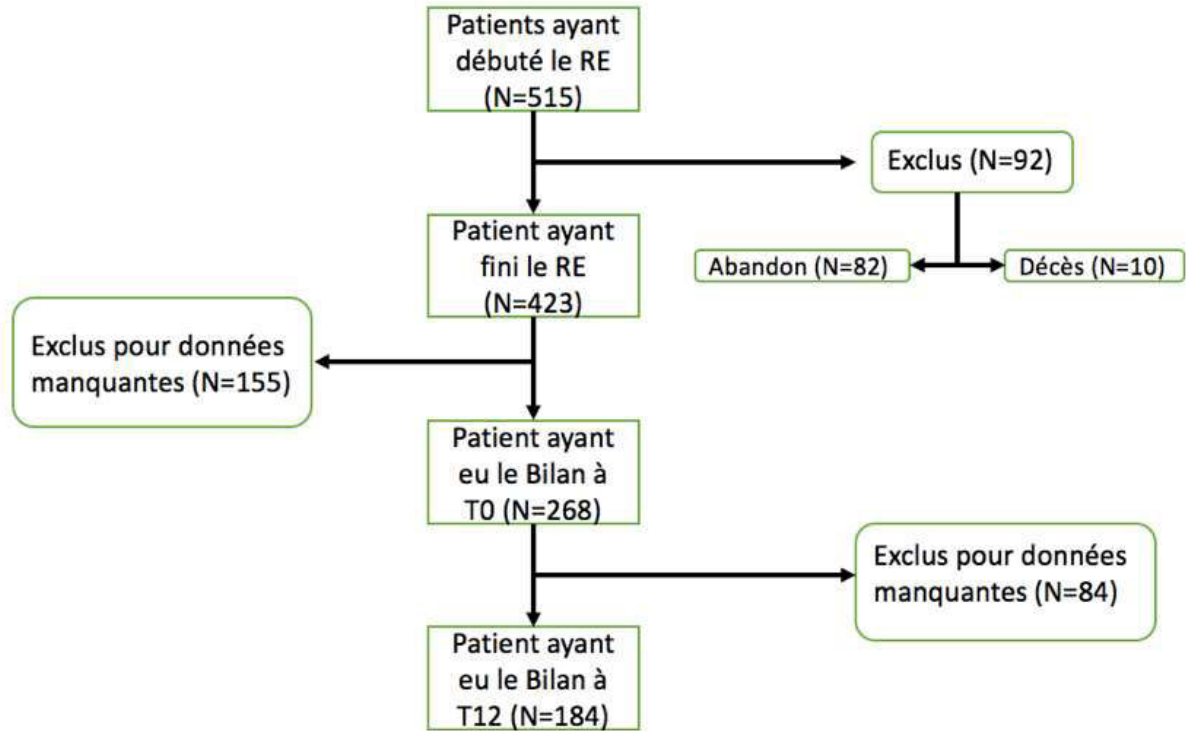 Patients ayant
débuté le RE
(N=515)
Exclus (N=92)
Patient ayant
fini le RE
(N=423)
Abandon (N=82)
Décès (N=10)
Exclus pour données
manquantes (N=155)
Patient ayant
eu le Bilan à
T0 (N=268)
Exclus pour données
manquantes (N=84)
Patient ayant
eu le Bilan à
T12 (N=184)